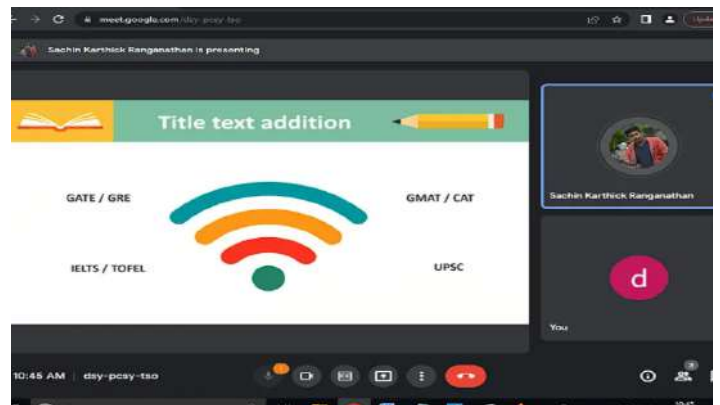 meet.google.com/dsy-pcsy-tso
Sachin Karthick Ranganathan is presenting
Title text addition
GATE / GRE
GMAT / CAT
IELTS / TOFEL
UPSC
Sachin Karthick Ranganathan
d
You
10:45 AM | dsy-pcsy-tso